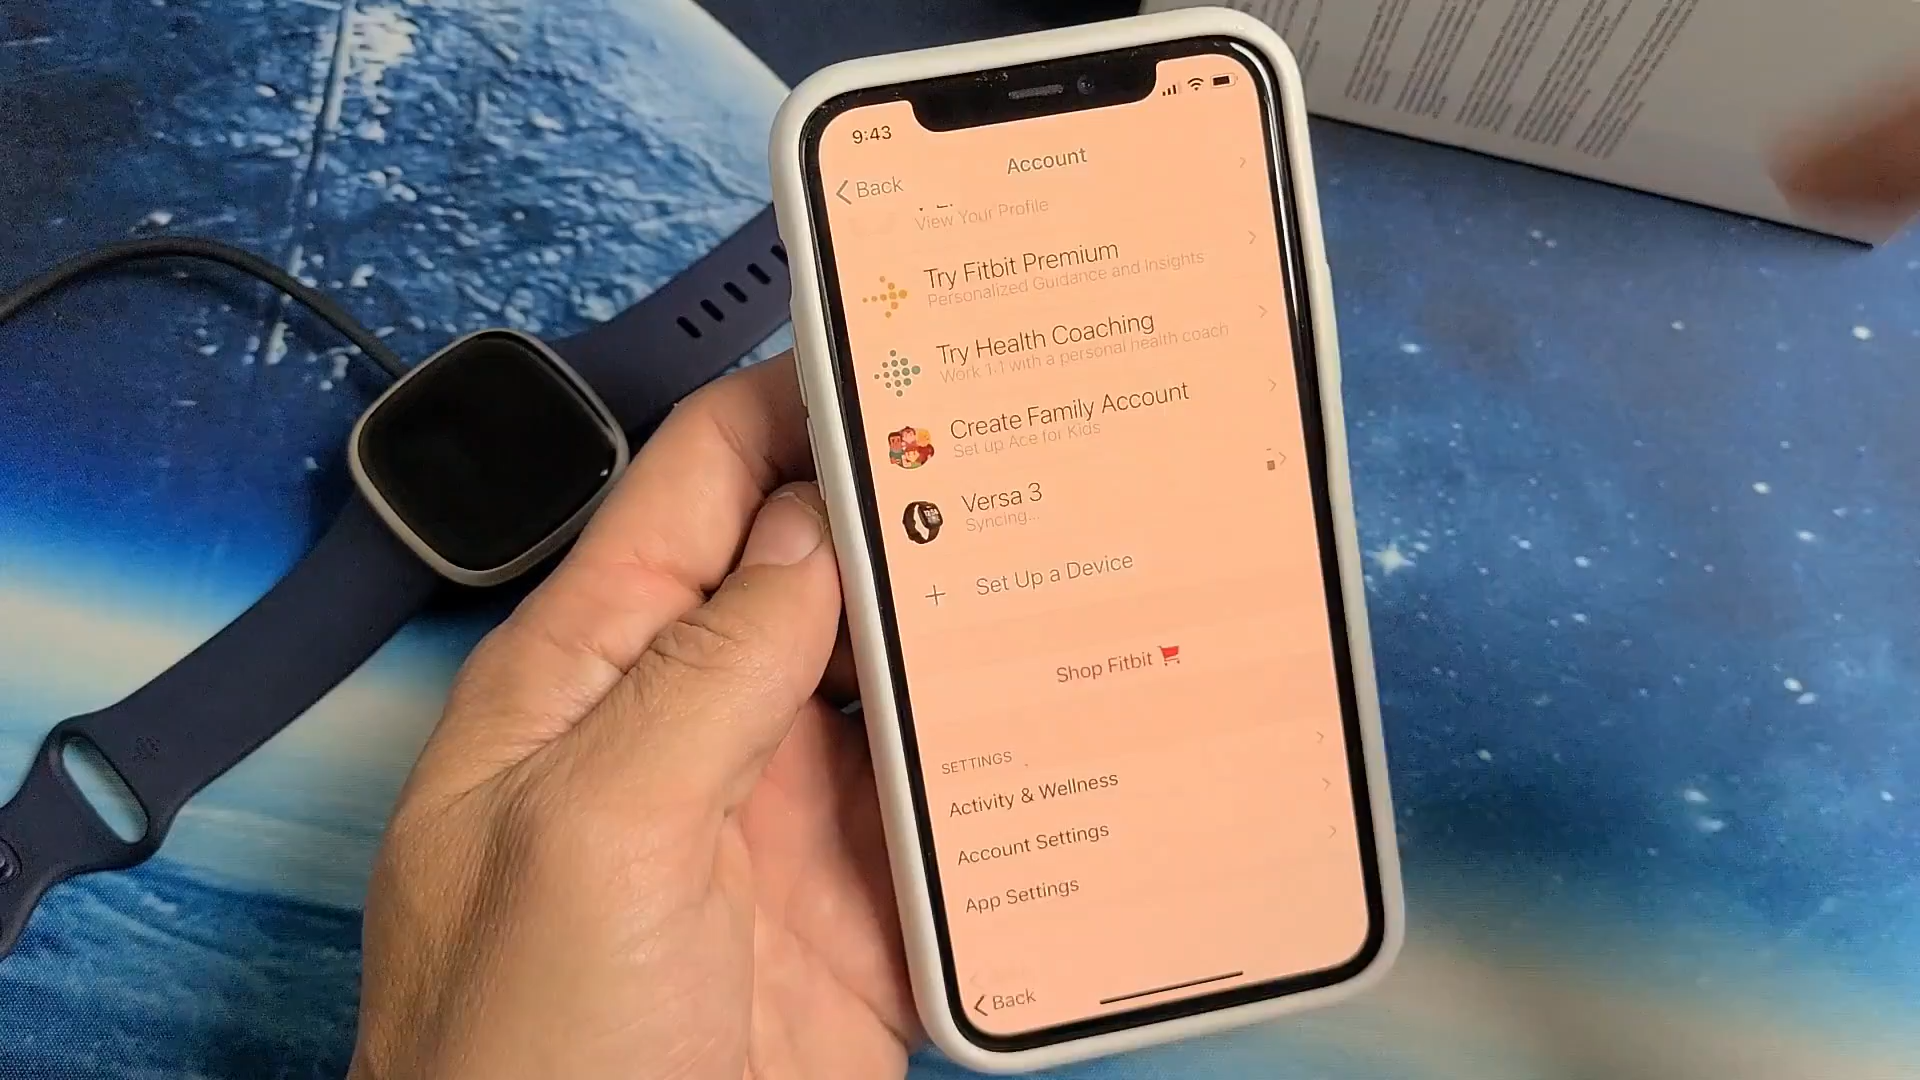 9:43
Account
Back
View Your Profile
Try Fitbit Premium
Personalized Guidance and Insights
Try Health Coaching
Work 1:1 with a personal health coach
Create Family Account
Set up Ace for Kids
Versa 3
Syncing...
Set Up a Device
Shop Fitbit
SETTINGS
Activity & Wellness
Account Settings
App Settings
Back